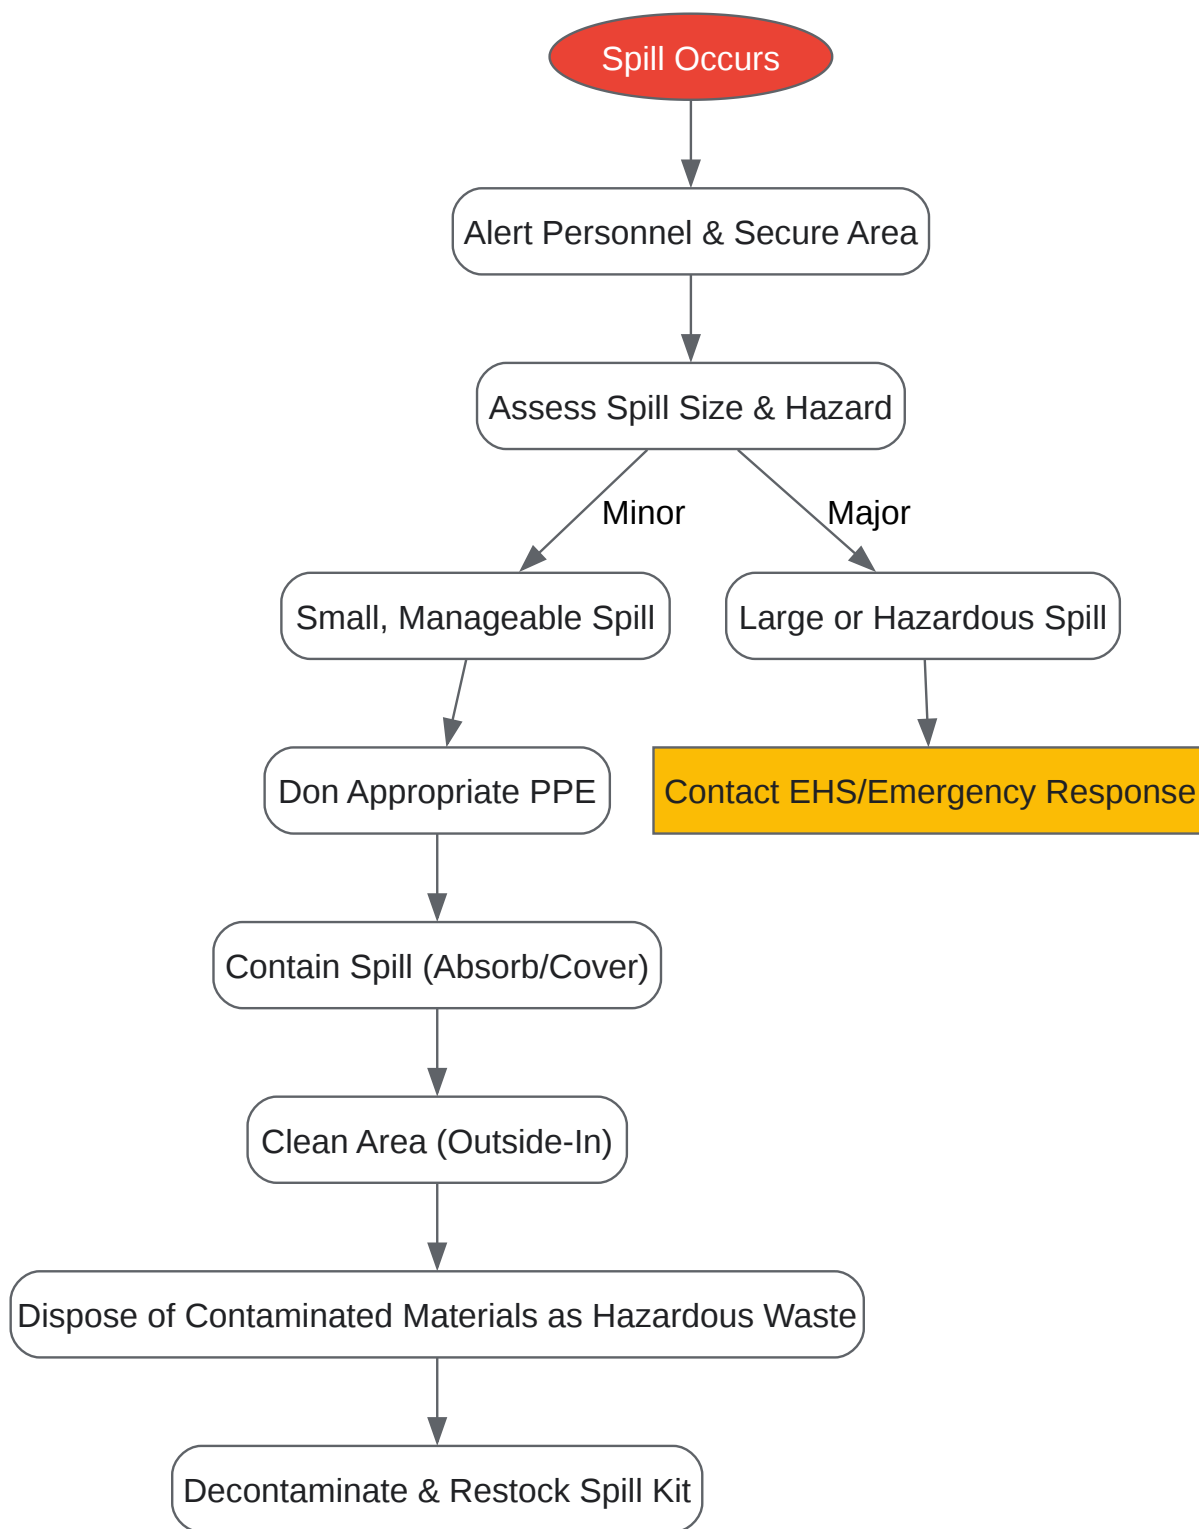 Spill Occurs
Alert Personnel & Secure Area
Assess Spill Size & Hazard
Minor
Major
Small, Manageable Spill
Large or Hazardous Spill
Don Appropriate PPE
Contact EHS/Emergency Response
Contain Spill (Absorb/Cover)
Clean Area (Outside-In)
Dispose of Contaminated Materials as Hazardous Waste
Decontaminate & Restock Spill Kit